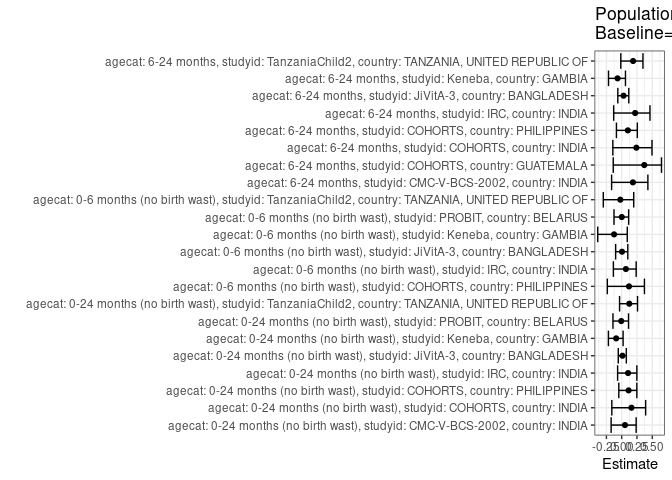 Population
Baseline=
agecat: 6-24 months, studyid: TanzaniaChild2, country: TANZANIA, UNITED REPUBLIC OF
agecat: 6-24 months, studyid: Keneba, country: GAMBIA
agecat: 6-24 months, studyid: JiVitA-3, country: BANGLADESH
agecat: 6-24 months, studyid: IRC, country: INDIA
agecat: 6-24 months, studyid: COHORTS, country: PHILIPPINES
agecat: 6-24 months, studyid: COHORTS, country: INDIA
agecat: 6-24 months, studyid: COHORTS, country: GUATEMALA
agecat: 6-24 months, studyid: CMC-V-BCS-2002, country: INDIA
agecat: 0-6 months (no birth wast), studyid: TanzaniaChild2, country: TANZANIA, UNITED REPUBLIC OF
agecat: 0-6 months (no birth wast), studyid: PROBIT, country: BELARUS
agecat: 0-6 months (no birth wast), studyid: Keneba, country: GAMBIA
agecat: 0-6 months (no birth wast), studyid: JiVitA-3, country: BANGLADESH
agecat: 0-6 months (no birth wast), studyid: IRC, country: INDIA
agecat: 0-6 months (no birth wast), studyid: COHORTS, country: PHILIPPINES
agecat: 0-24 months (no birth wast), studyid: TanzaniaChild2, country: TANZANIA, UNITED REPUBLIC OF
agecat: 0-24 months (no birth wast), studyid: PROBIT, country: BELARUS
agecat: 0-24 months (no birth wast), studyid: Keneba, country: GAMBIA
agecat: 0-24 months (no birth wast), studyid: JiVitA-3, country: BANGLADESH
agecat: 0-24 months (no birth wast), studyid: IRC, country: INDIA
agecat: 0-24 months (no birth wast), studyid: COHORTS, country: PHILIPPINES
agecat: 0-24 months (no birth wast), studyid: COHORTS, country: INDIA
agecat: 0-24 months (no birth wast), studyid: CMC-V-BCS-2002, country: INDIA
-0.25 0.00 0.25 0.50
Estimate